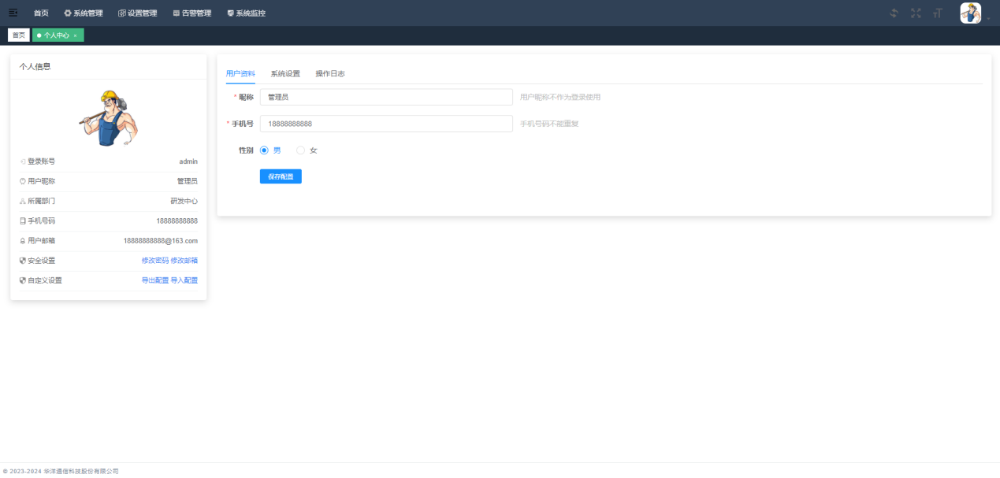 首页 系统管理 设置管理 告警管理 系统监控
首页 个人中心 ×
个人信息
登录账号 admin
用户昵称 管理员
所属部门 研发中心
手机号码 18888888888
用户邮箱 18888888888@163.com
安全设置 修改密码 修改邮箱
自定义设置 导出配置 导入配置
用户资料 系统设置 操作日志
* 昵称 管理员 用户昵称不作为登录使用
* 手机号 18888888888 手机号码不能重复
性别 男 女
保存配置
© 2023-2024 华洋通信科技股份有限公司